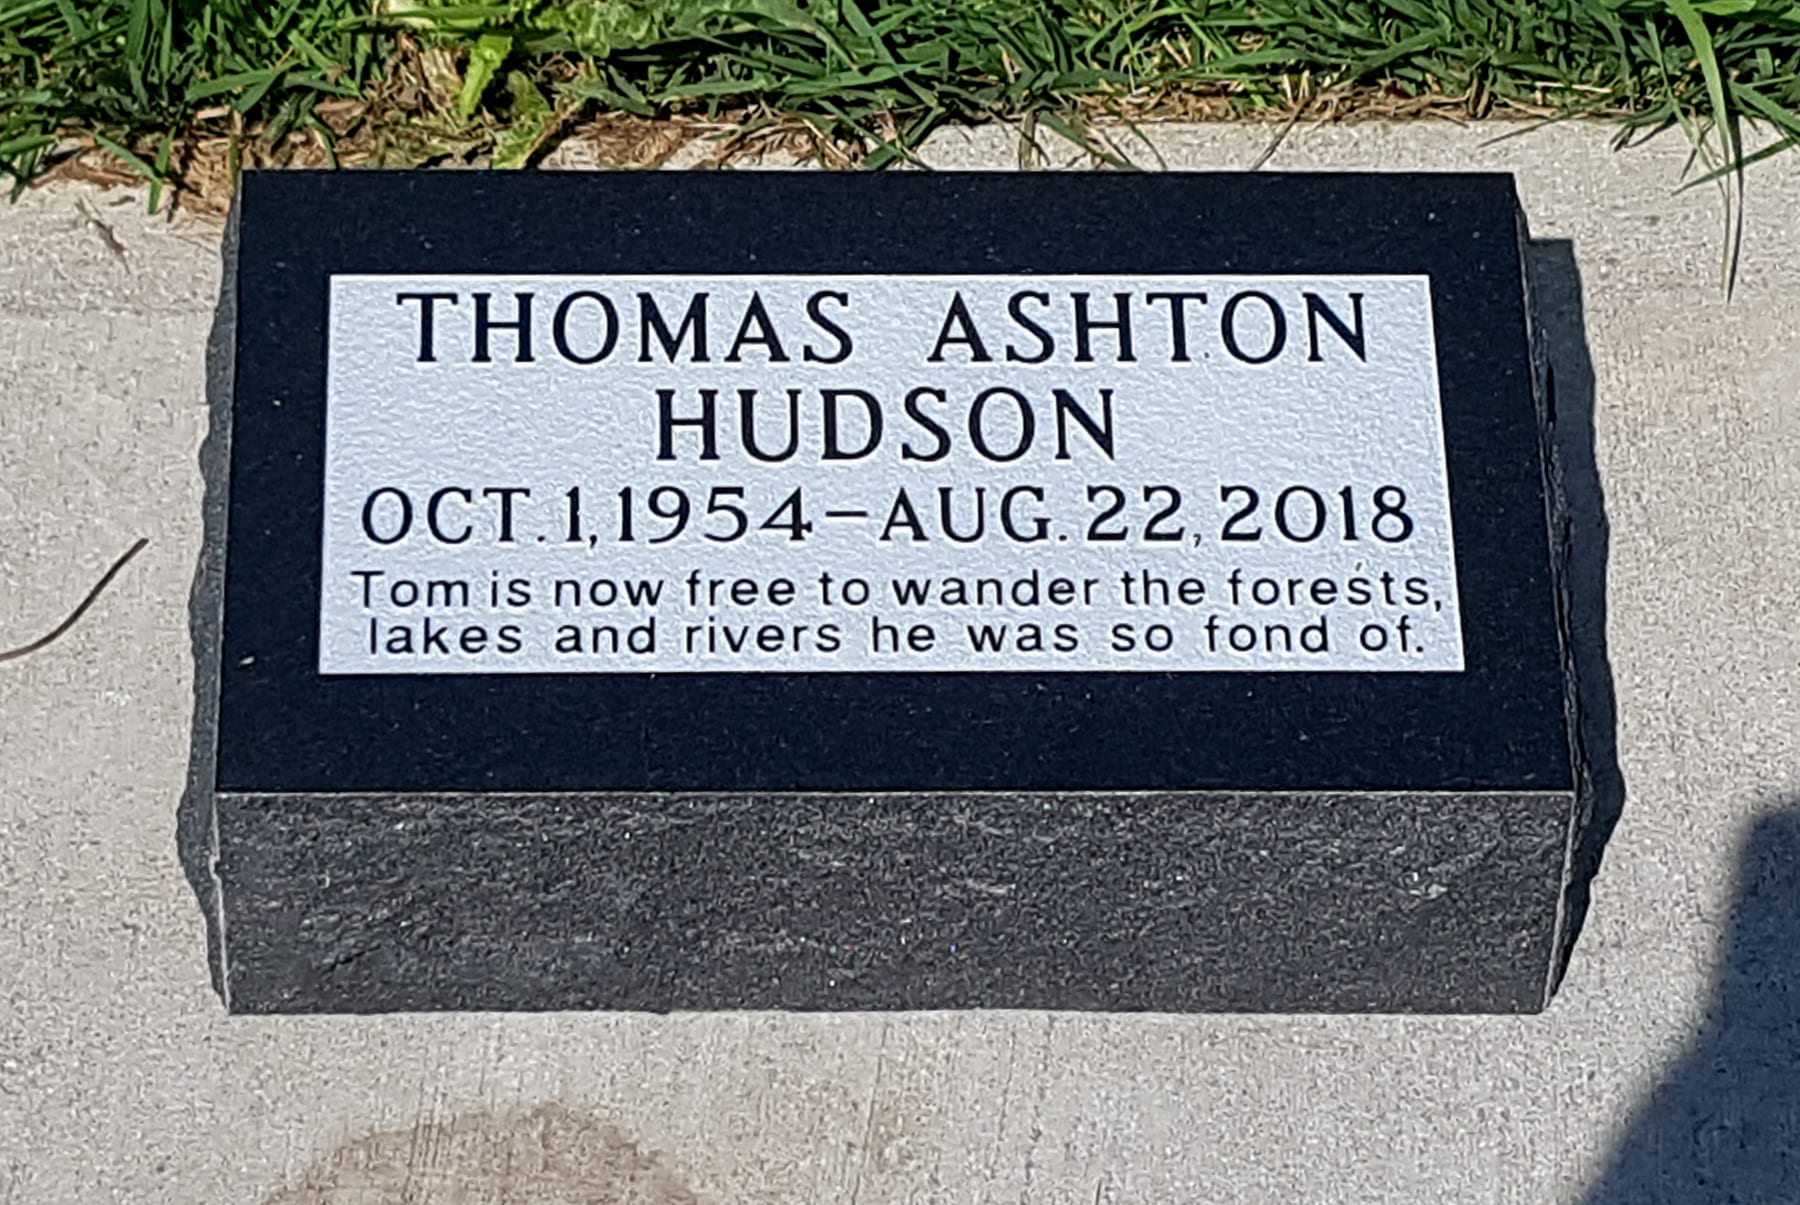 THOMAS ASHTON
HUDSON
OCT. 1, 1954–AUG. 22, 2018
Tom is now free to wander the forests,
lakes and rivers he was so fond of.